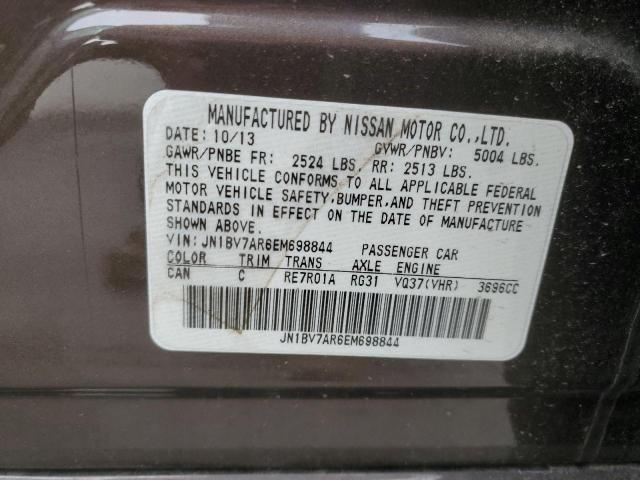 MANUFACTURED BY NISSAN MOTOR CO.,LTD.
DATE: 10/13 GVWR/PNBV: 5004 LBS.
GAWR/PNBE FR: 2524 LBS. RR: 2513 LBS.
THIS VEHICLE CONFORMS TO ALL APPLICABLE FEDERAL
MOTOR VEHICLE SAFETY,BUMPER,AND THEFT PREVENTION
STANDARDS IN EFFECT ON THE DATE OF MANUFACTURE
SHOWN ABOVE.
VIN: JN1BV7AR6EM698844 PASSENGER CAR
COLOR TRIM TRANS AXLE ENGINE
CAN C RE7R01A RG31 VQ37(VHR) 3696CC
JN1BV7AR6EM698844